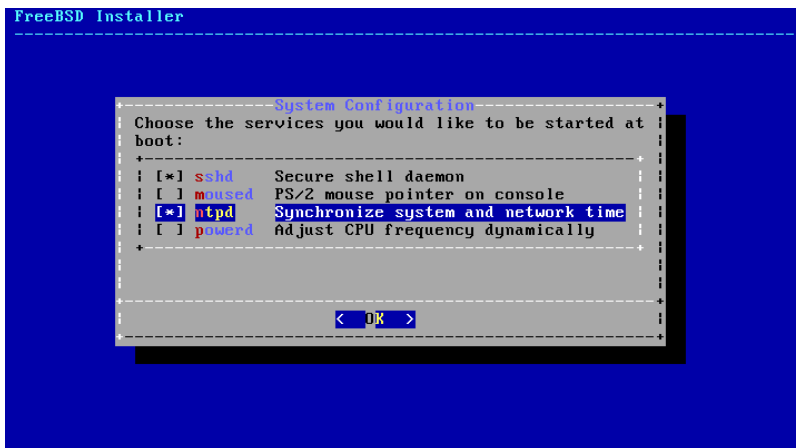 FreeBSD Installer
System Configuration
Choose the services you would like to be started at
boot:
[*] sshd Secure shell daemon
[ ] moused PS/2 mouse pointer on console
[*] ntpd Synchronize system and network time
[ ] powerd Adjust CPU frequency dynamically
< OK >